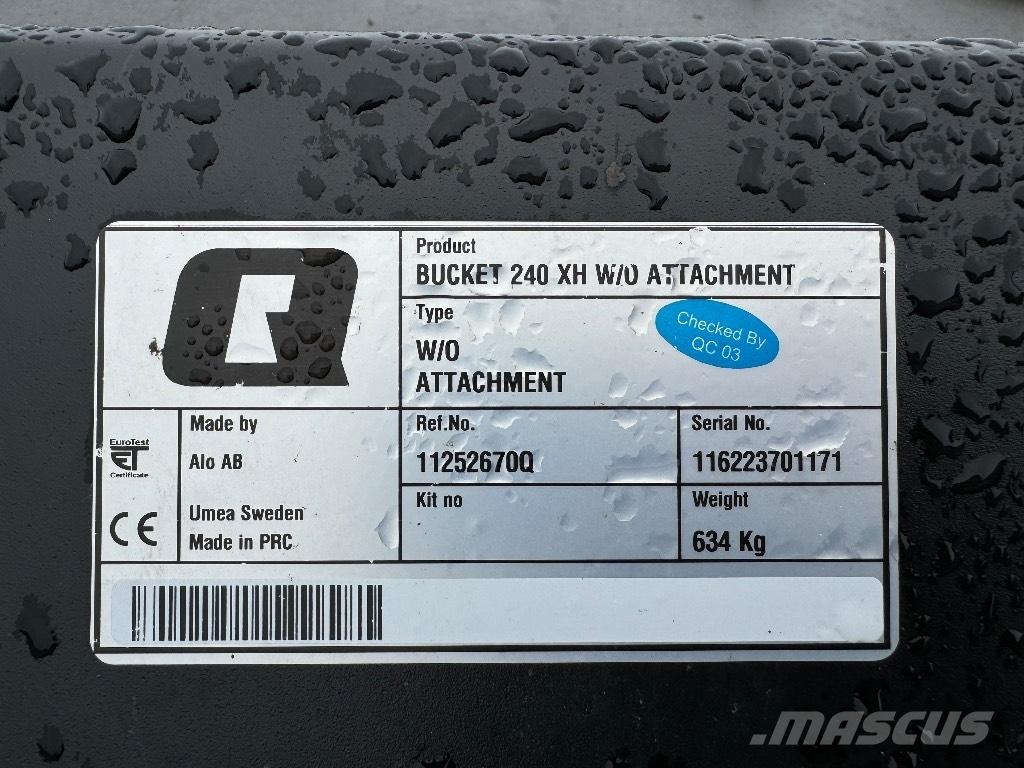 Product
BUCKET 240 XH W/O ATTACHMENT
Type
W/O
ATTACHMENT
Checked By
QC 03
EuroTest
ET
Certificate
CE
Made by
Alo AB
Umea Sweden
Made in PRC
Ref.No.
11252670Q
Serial No.
116223701171
Kit no
Weight
634 Kg
.MASCUS